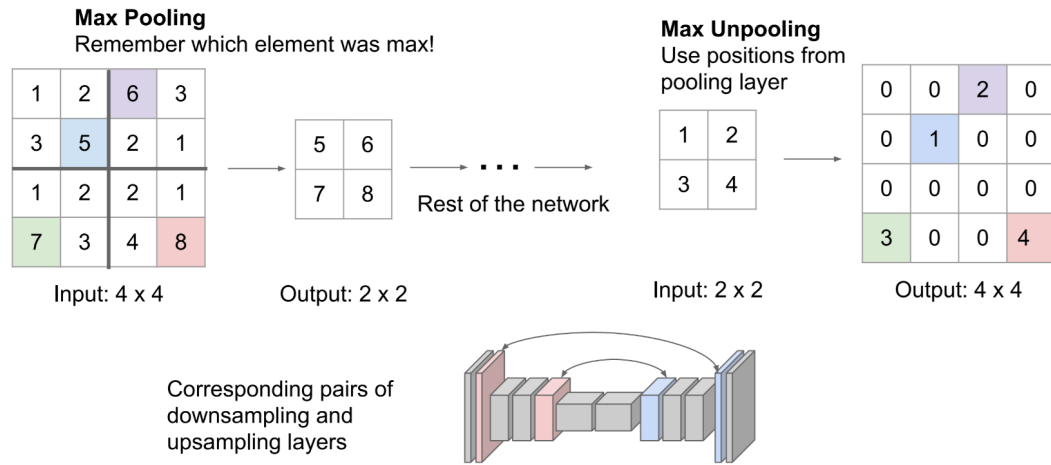 Max Pooling
Remember which element was max!
1 2 6 3
3 5 2 1
1 2 2 1
7 3 4 8
Input: 4 x 4
5 6
7 8
Output: 2 x 2
...
Rest of the network
Max Unpooling
Use positions from
pooling layer
1 2
3 4
Input: 2 x 2
0 0 2 0
0 1 0 0
0 0 0 0
3 0 0 4
Output: 4 x 4
Corresponding pairs of
downsampling and
upsampling layers